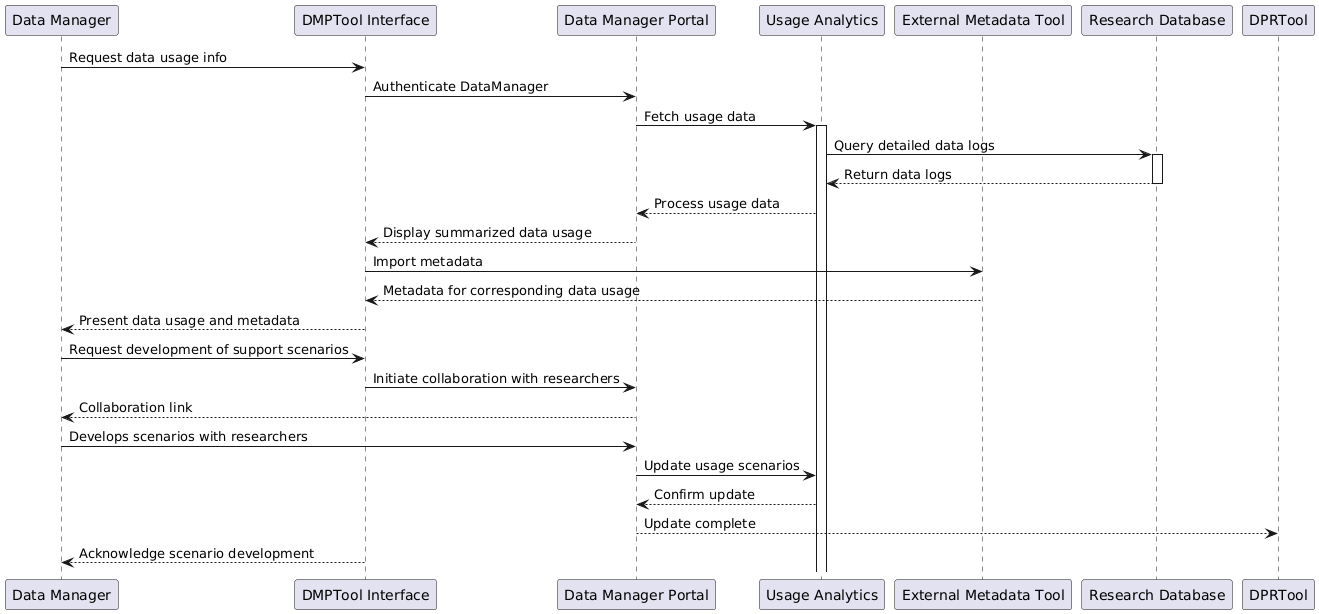 Data Manager
DMPTool Interface
Data Manager Portal
Usage Analytics
External Metadata Tool
Research Database
DPRTool
Request data usage info
Authenticate DataManager
Fetch usage data
Query detailed data logs
Return data logs
Process usage data
Display summarized data usage
Import metadata
Metadata for corresponding data usage
Present data usage and metadata
Request development of support scenarios
Initiate collaboration with researchers
Collaboration link
Develops scenarios with researchers
Update usage scenarios
Confirm update
Update complete
Acknowledge scenario development
Data Manager
DMPTool Interface
Data Manager Portal
Usage Analytics
External Metadata Tool
Research Database
DPRTool